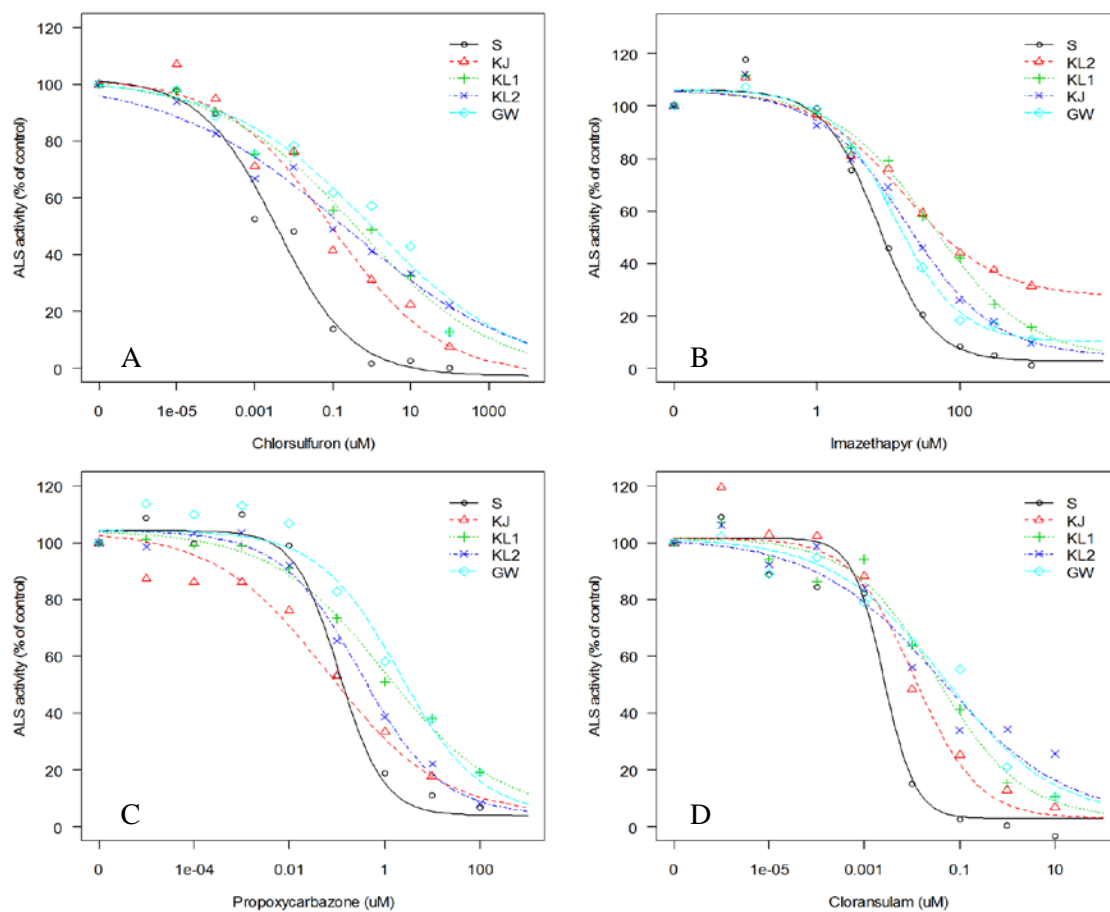 120
100
80
60
40
20
0
ALS activity (% of control)
S
KJ
KL1
KL2
GW
A
0
1e-05
0.001
0.1
10
1000
Chlorsulfuron (uM)
120
100
80
60
40
20
0
ALS activity (% of control)
S
KL2
KL1
KJ
GW
B
0
1
100
Imazethapyr (uM)
120
100
80
60
40
20
0
ALS activity (% of control)
S
KJ
KL1
KL2
GW
C
0
1e-04
0.01
1
100
Propoxycarbazone (uM)
120
100
80
60
40
20
0
ALS activity (% of control)
S
KJ
KL1
KL2
GW
D
0
1e-05
0.001
0.1
10
Cloransulam (uM)